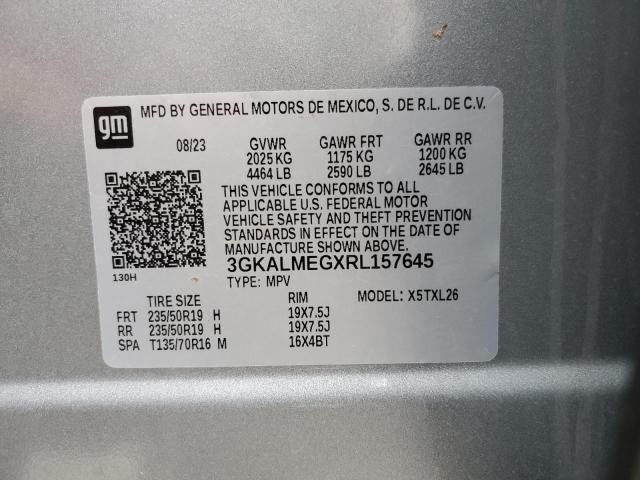 gm
MFD BY GENERAL MOTORS DE MEXICO, S. DE R.L. DE C.V.
08/23 GVWR GAWR FRT GAWR RR
2025 KG 1175 KG 1200 KG
4464 LB 2590 LB 2645 LB
THIS VEHICLE CONFORMS TO ALL
APPLICABLE U.S. FEDERAL MOTOR
VEHICLE SAFETY AND THEFT PREVENTION
STANDARDS IN EFFECT ON THE DATE OF
MANUFACTURE SHOWN ABOVE.
130H
3GKALMEGXRL157645
TYPE: MPV
TIRE SIZE RIM MODEL: X5TXL26
FRT 235/50R19 H 19X7.5J
RR 235/50R19 H 19X7.5J
SPA T135/70R16 M 16X4BT